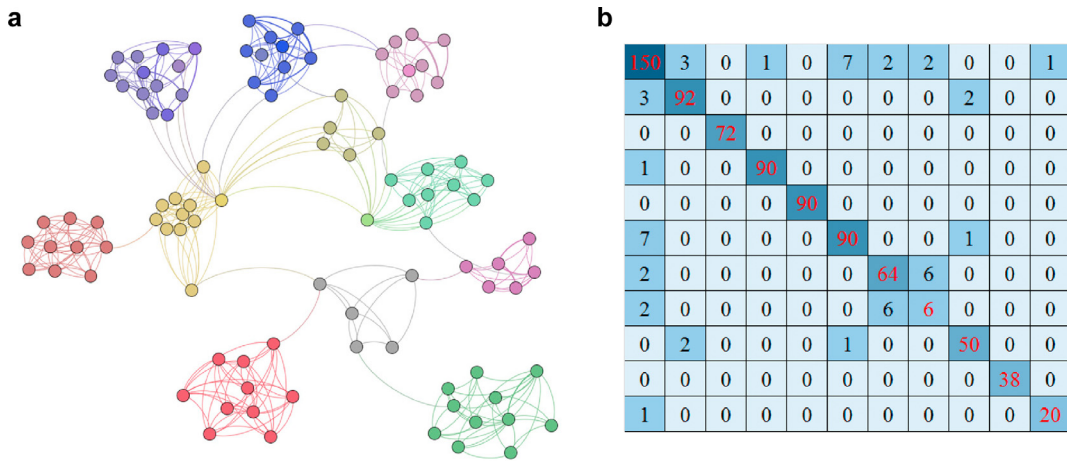 a
b
150 3 0 1 0 7 2 2 0 0 1
3 92 0 0 0 0 0 0 2 0 0
0 0 72 0 0 0 0 0 0 0 0
1 0 0 90 0 0 0 0 0 0 0
0 0 0 0 90 0 0 0 0 0 0
7 0 0 0 0 90 0 0 1 0 0
2 0 0 0 0 0 64 6 0 0 0
2 0 0 0 0 0 6 6 0 0 0
0 2 0 0 0 1 0 0 50 0 0
0 0 0 0 0 0 0 0 0 38 0
1 0 0 0 0 0 0 0 0 0 20